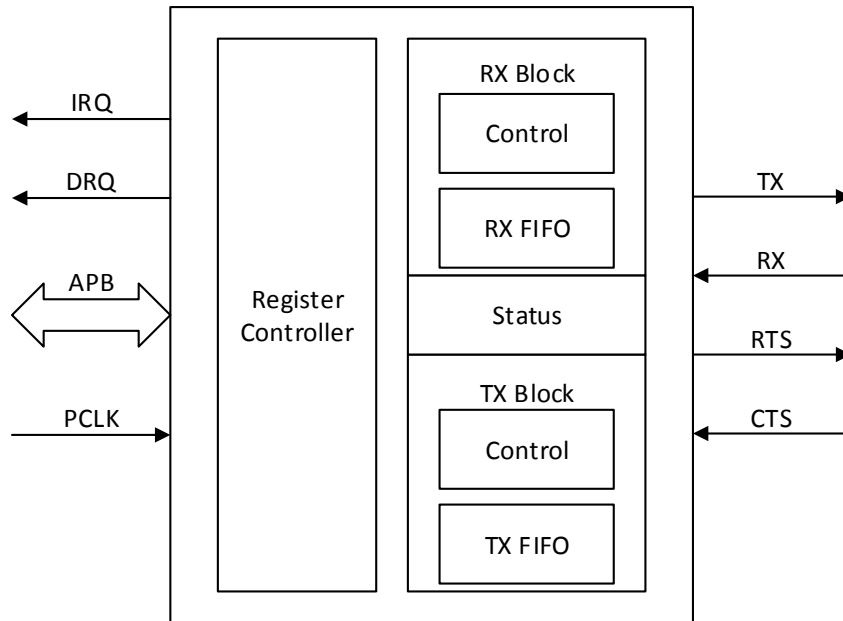 IRQ
DRQ
APB
PCLK
Register
Controller
RX Block
Control
RX FIFO
Status
TX Block
Control
TX FIFO
TX
RX
RTS
CTS